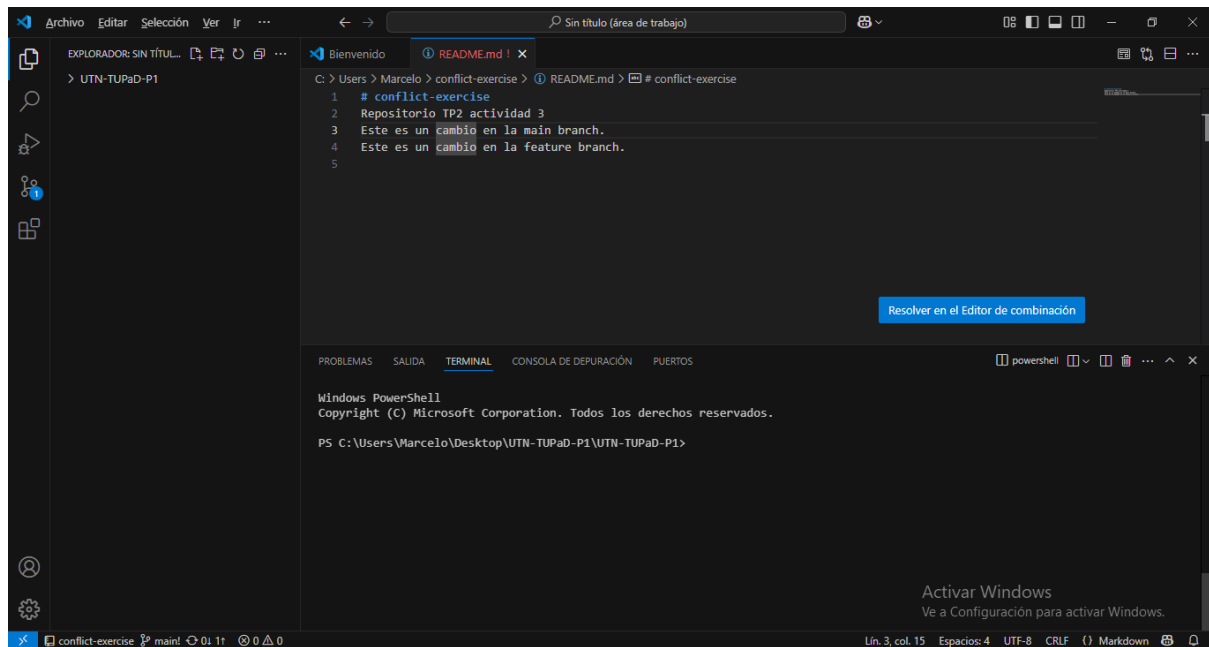 Archivo Editar Selección Ver Ir ··· Sin título (área de trabajo)
EXPLORADOR: SIN TÍTUL... ···
UTN-TUPaD-P1
Bienvenido README.md ! ···
C: > Users > Marcelo > conflict-exercise > README.md > # conflict-exercise
1 # conflict-exercise
2 Repositorio TP2 actividad 3
3 Este es un cambio en la main branch.
4 Este es un cambio en la feature branch.
5
1
Resolver en el Editor de combinación
PROBLEMAS SALIDA TERMINAL CONSOLA DE DEPURACIÓN PUERTOS powershell ···
Windows PowerShell
Copyright (C) Microsoft Corporation. Todos los derechos reservados.
PS C:\Users\Marcelo\Desktop\UTN-TUPaD-P1\UTN-TUPaD-P1>
Activar Windows
Ve a Configuración para activar Windows.
conflict-exercise main! 0↓ 1↑ 0 0 Lín. 3, col. 15 Espacios: 4 UTF-8 CRLF {} Markdown